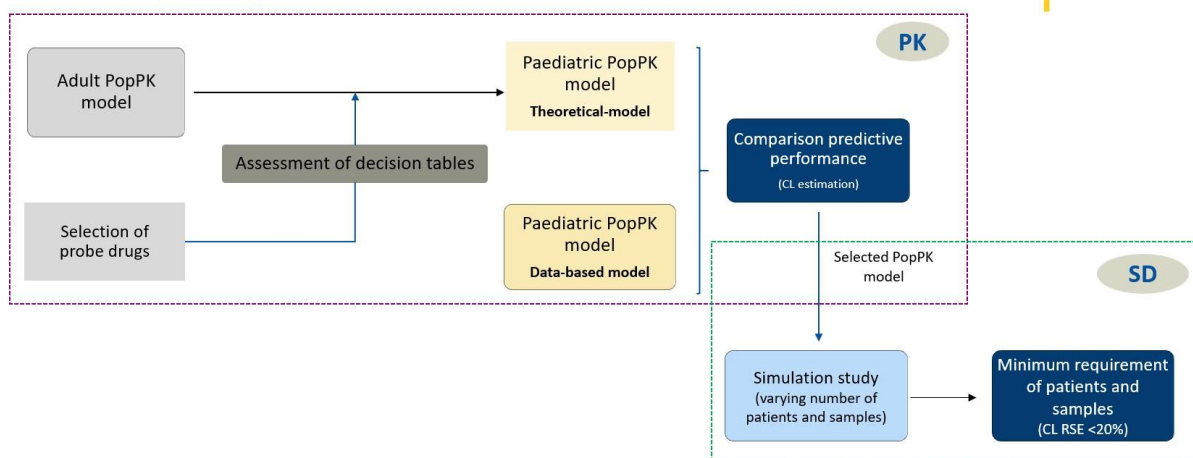 PK
Adult PopPK
model
Paediatric PopPK
model
Theoretical-model
Assessment of decision tables
Comparison predictive
performance
(CL estimation)
Selection of
probe drugs
Paediatric PopPK
model
Data-based model
Selected PopPK
model
SD
Simulation study
(varying number of
patients and samples)
Minimum requirement
of patients and
samples
(CL RSE <20%)